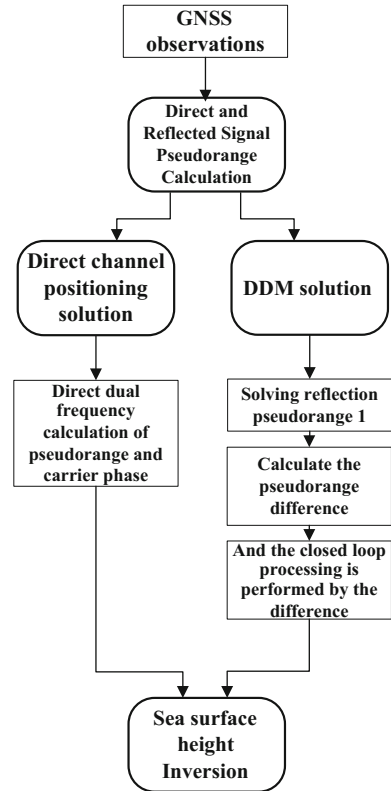 GNSS
observations
Direct and
Reflected Signal
Pseudorange
Calculation
Direct channel
positioning
solution
DDM solution
Direct dual
frequency
calculation of
pseudorange and
carrier phase
Solving reflection
pseudorange 1
Calculate the
pseudorange
difference
And the closed loop
processing is
performed by the
difference
Sea surface
height
Inversion